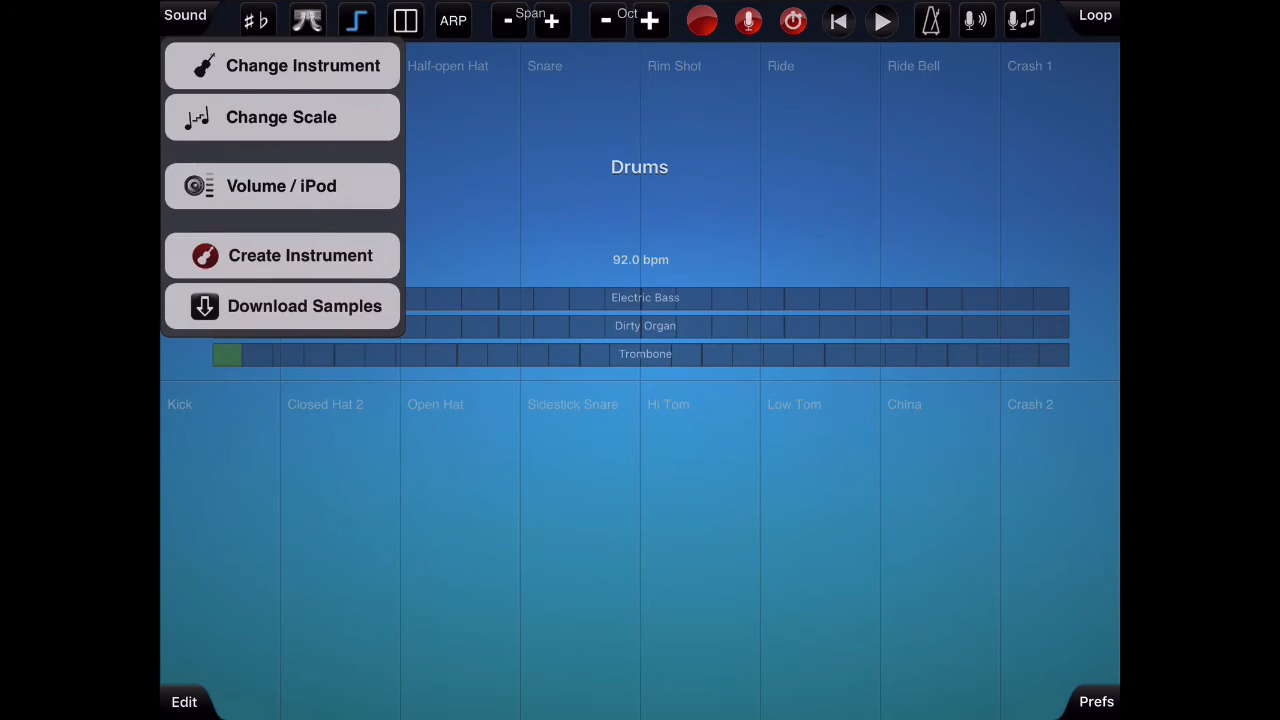 Sound
♯♭
ARP
- Span +
- Oct +
Loop
Change Instrument
Change Scale
Volume / iPod
Create Instrument
Download Samples
Half-open Hat
Snare
Rim Shot
Ride
Ride Bell
Crash 1
Drums
92.0 bpm
Electric Bass
Dirty Organ
Trombone
Kick
Closed Hat 2
Open Hat
Sidestick Snare
Hi Tom
Low Tom
China
Crash 2
Edit
Prefs